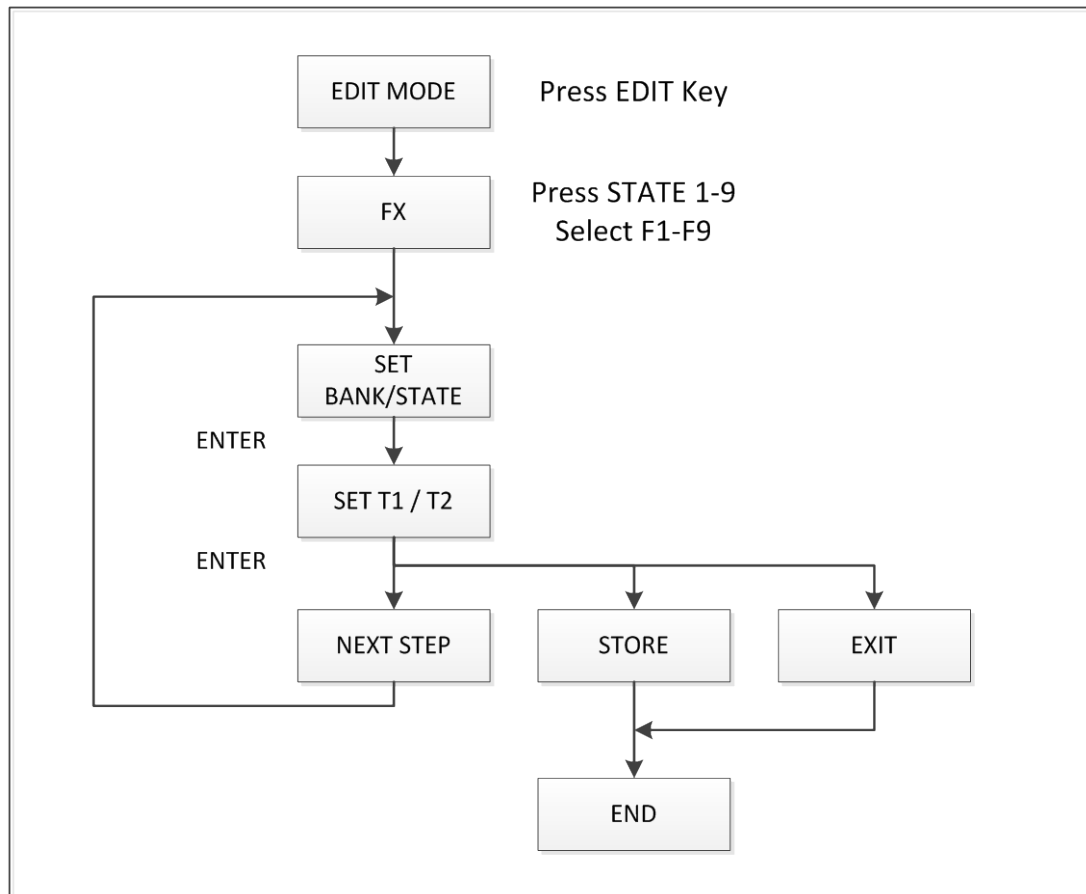 EDIT MODE
Press EDIT Key
FX
Press STATE 1-9
Select F1-F9
SET
BANK/STATE
ENTER
SET T1 / T2
ENTER
NEXT STEP
STORE
EXIT
END